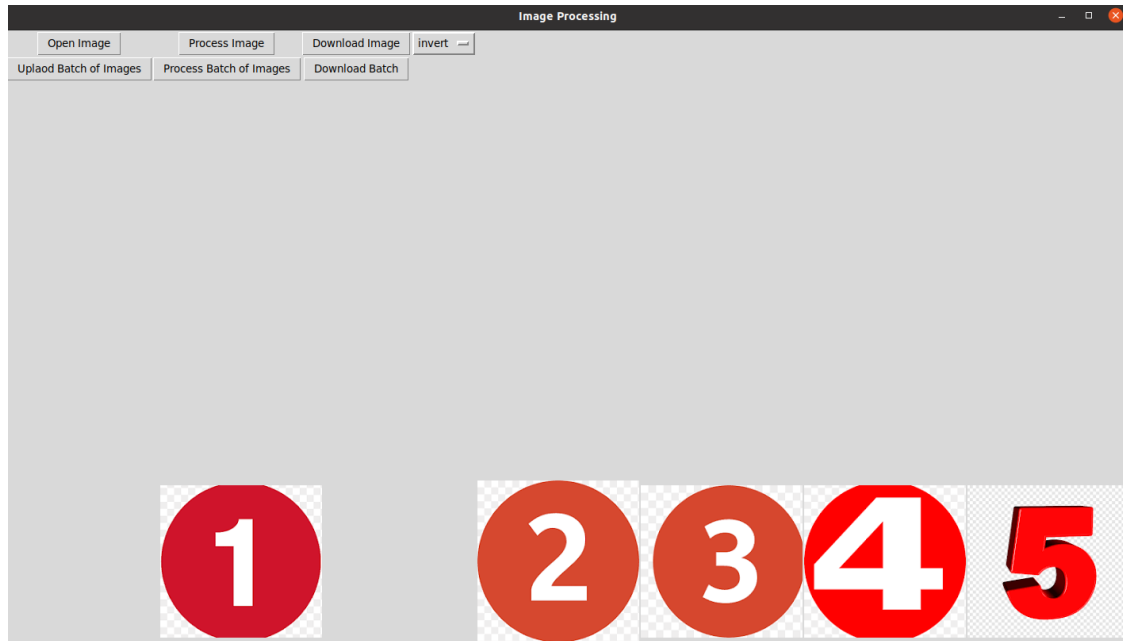 Image Processing
Open Image Process Image Download Image invert
Uplaod Batch of Images Process Batch of Images Download Batch
1 2 3 4 5